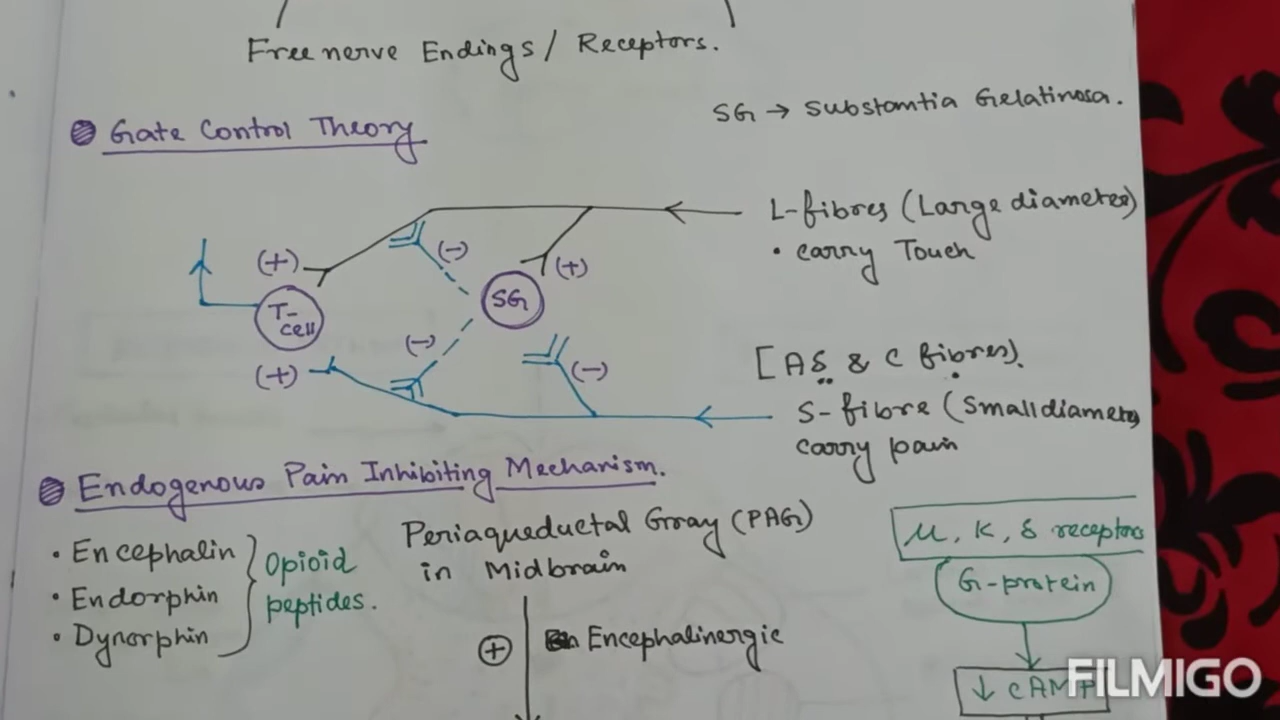 Free nerve Endings / Receptors.
SG → Substantia Gelatinosa.
Gate Control Theory
L-fibres (Large diameter)
• carry Touch
(+)
(-)
(+)
T-cell
SG
(-)
(+)
(-)
[Aδ & C fibres).
S-fibre (Small diameter
carry pain
Endogenous Pain Inhibiting Mechanism.
• Encephalin
• Endorphin
• Dynorphin
Opioid
peptides.
Periaqueductal Gray (PAG)
in Midbrain
+
Encephalinergic
μ, K, δ receptors
G-protein
↓ cAMP
FILMIGO